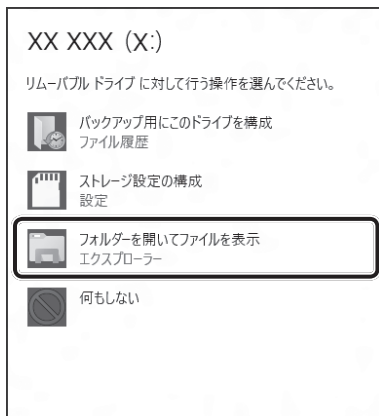 XX XXX (X:)
リムーバブル ドライブ に対して行う操作を選んでください。
バックアップ用にこのドライブを構成
ファイル履歴
ストレージ設定の構成
設定
フォルダーを開いてファイルを表示
エクスプローラー
何もしない